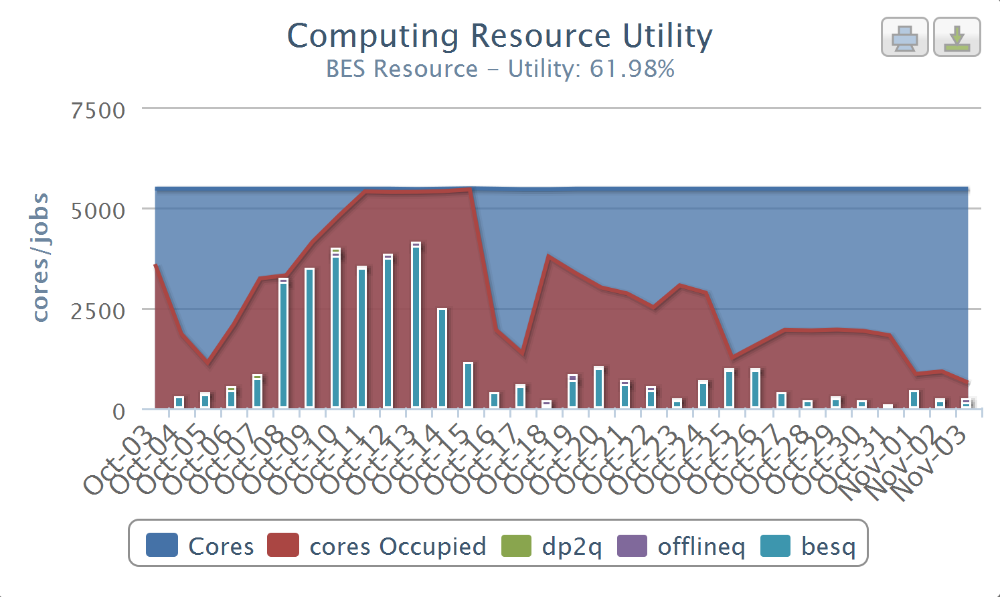 Computing Resource Utility
BES Resource - Utility: 61.98%
7500
5000
2500
0
cores/jobs
Oct-03
Oct-04
Oct-05
Oct-06
Oct-07
Oct-08
Oct-09
Oct-10
Oct-11
Oct-12
Oct-13
Oct-14
Oct-15
Oct-16
Oct-17
Oct-18
Oct-19
Oct-20
Oct-21
Oct-22
Oct-23
Oct-24
Oct-25
Oct-26
Oct-27
Oct-28
Oct-29
Oct-30
Oct-31
Nov-01
Nov-02
Nov-03
Cores cores Occupied dp2q offlineq besq